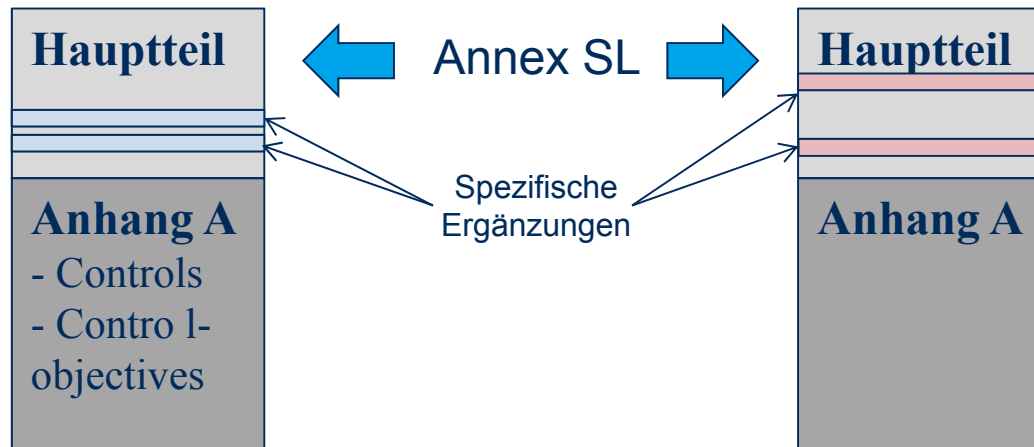 Hauptteil
Anhang A
- Controls
- Contro l-
objectives
Annex SL
Spezifische
Ergänzungen
Hauptteil
Anhang A